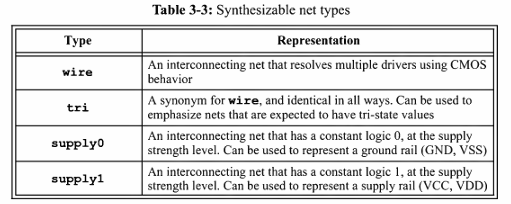 Table 3-3: Synthesizable net types
Type Representation
wire An interconnecting net that resolves multiple drivers using CMOS
behavior
tri A synonym for wire, and identical in all ways. Can be used to
emphasize nets that are expected to have tri-state values
supply0 An interconnecting net that has a constant logic 0, at the supply
strength level. Can be used to represent a ground rail (GND, VSS)
supply1 An interconnecting net that has a constant logic 1, at the supply
strength level. Can be used to represent a supply rail (VCC, VDD)